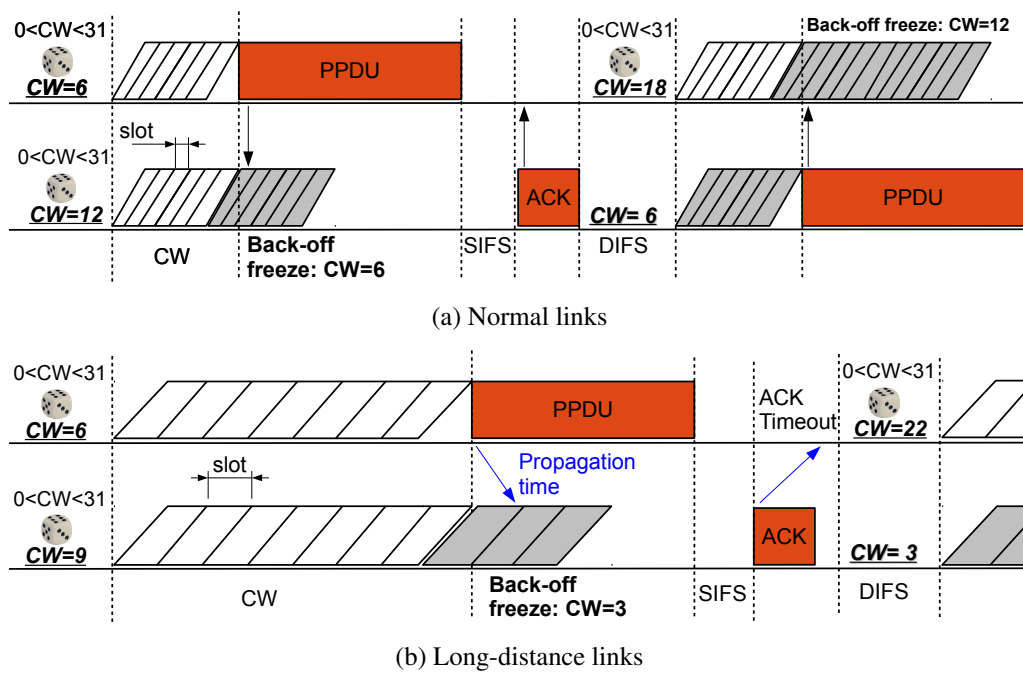 0<CW<31
CW=6
PPDU
0<CW<31
CW=18
Back-off freeze: CW=12
slot
0<CW<31
CW=12
ACK
CW= 6
PPDU
CW
Back-off
freeze: CW=6
SIFS
DIFS
(a) Normal links
0<CW<31
CW=6
PPDU
ACK
Timeout
0<CW<31
CW=22
slot
Propagation
time
0<CW<31
CW=9
ACK
CW= 3
CW
Back-off
freeze: CW=3
SIFS
DIFS
(b) Long-distance links